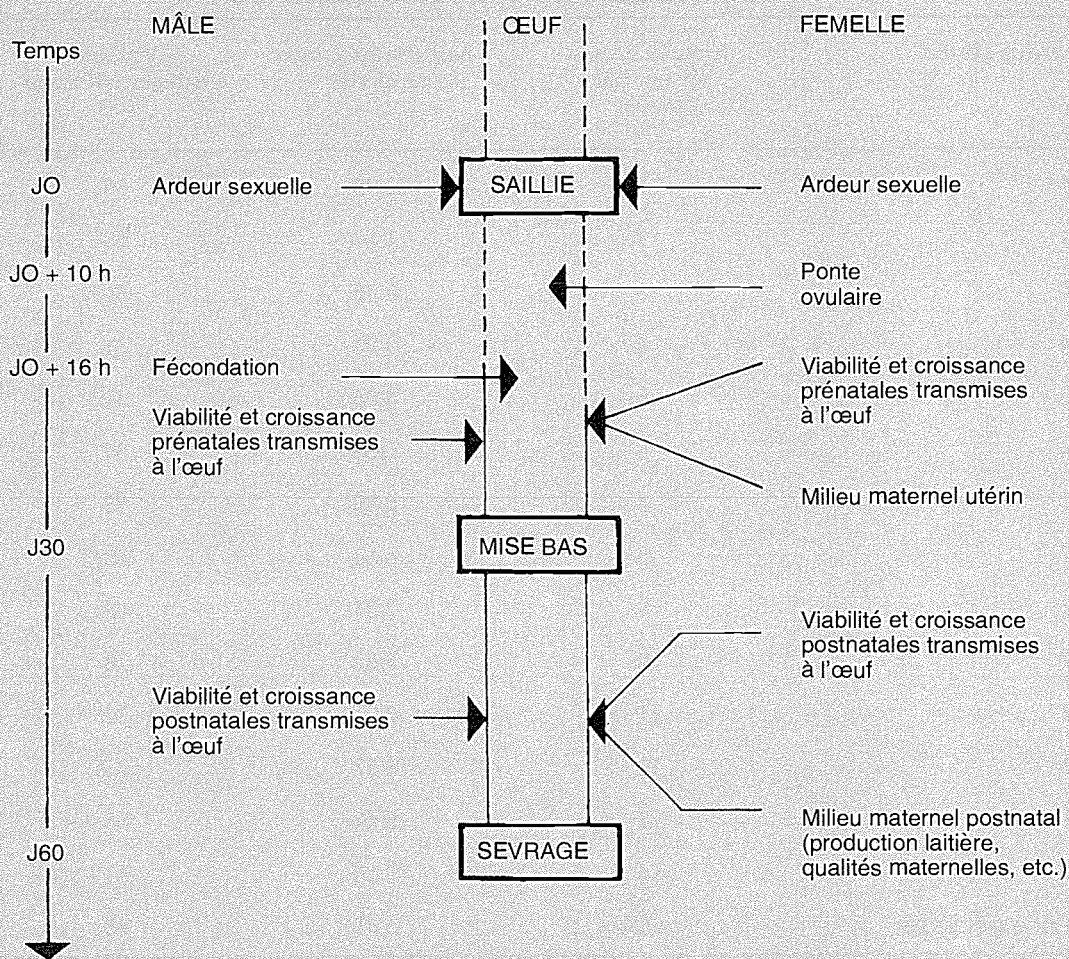 MÂLE
ŒUF
FEMELLE
Temps
JO
Ardeur sexuelle
SAILLIE
Ardeur sexuelle
JO + 10 h
Ponte
ovulaire
JO + 16 h
Fécondation
Viabilité et croissance
prénatales transmises
à l'œuf
Viabilité et croissance
prénatales transmises
à l'œuf
Milieu maternel utérin
J30
MISE BAS
Viabilité et croissance
postnatales transmises
à l'œuf
Viabilité et croissance
postnatales transmises
à l'œuf
Milieu maternel postnatal
(production laitière,
qualités maternelles, etc.)
J60
SEVRAGE